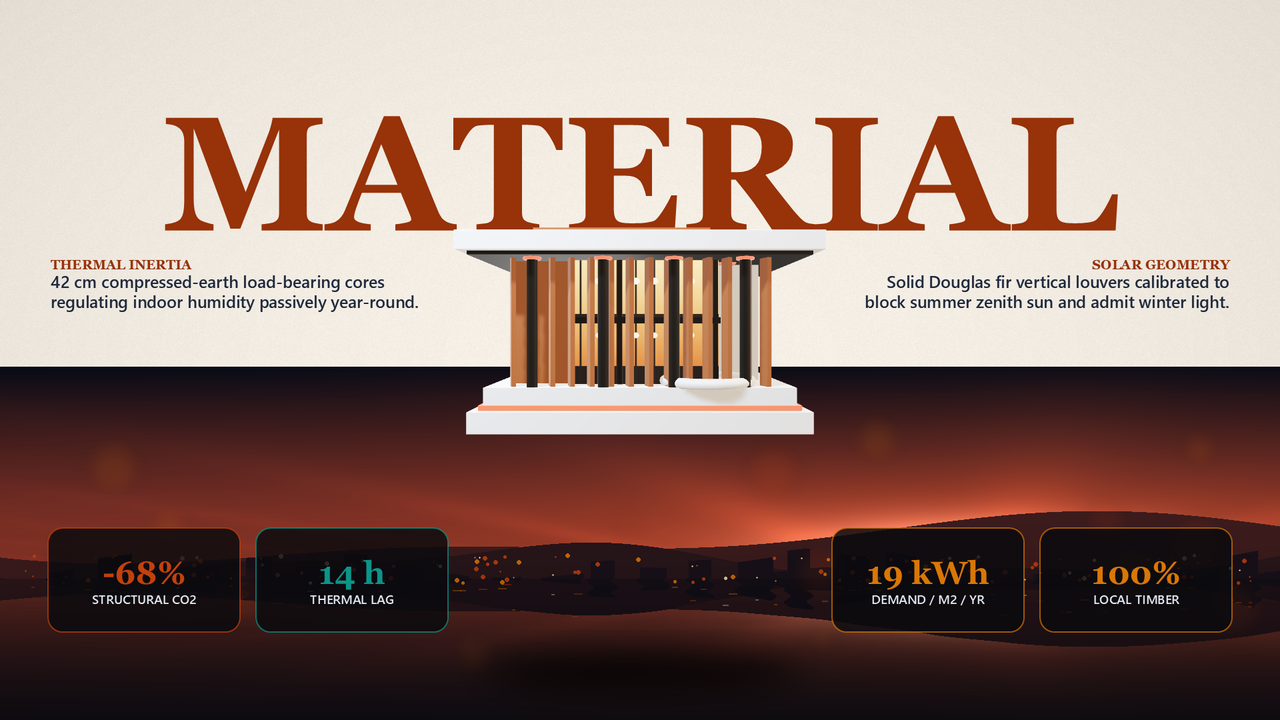 MATERIAL
THERMAL INERTIA
42 cm compressed-earth load-bearing cores
regulating indoor humidity passively year-round.
SOLAR GEOMETRY
Solid Douglas fir vertical louvers calibrated to
block summer zenith sun and admit winter light.
-68%
STRUCTURAL CO2
14 h
THERMAL LAG
19 kWh
DEMAND / M2 / YR
100%
LOCAL TIMBER